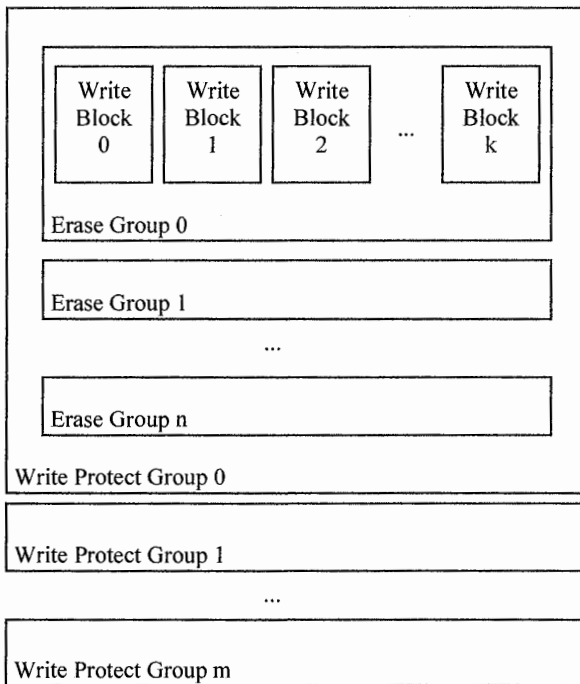 Write Block 0
Write Block 1
Write Block 2
...
Write Block k
Erase Group 0
Erase Group 1
...
Erase Group n
Write Protect Group 0
Write Protect Group 1
...
Write Protect Group m